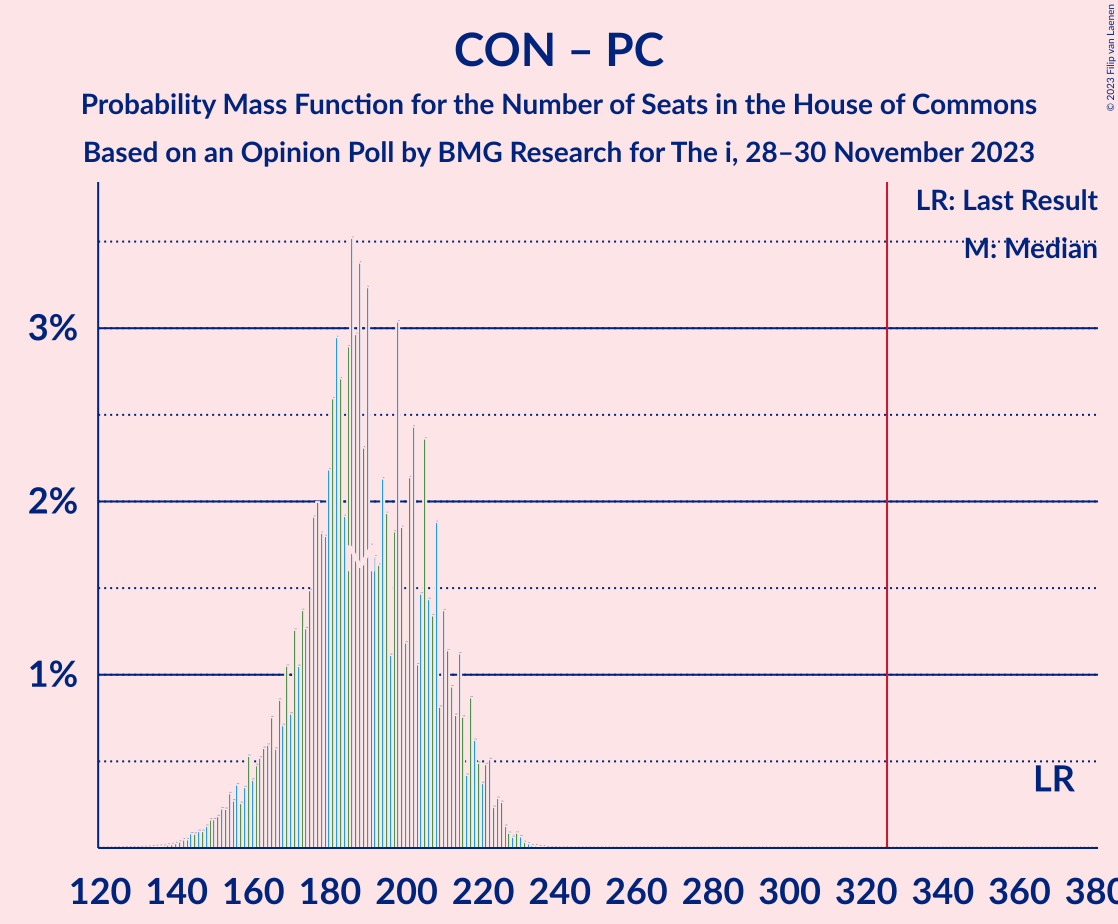 CON – PC
Probability Mass Function for the Number of Seats in the House of Commons
Based on an Opinion Poll by BMG Research for The i, 28–30 November 2023
© 2023 Filip van Laenen
LR: Last Result
M: Median
3%
2%
1%
LR
120 140 160 180 200 220 240 260 280 300 320 340 360 380